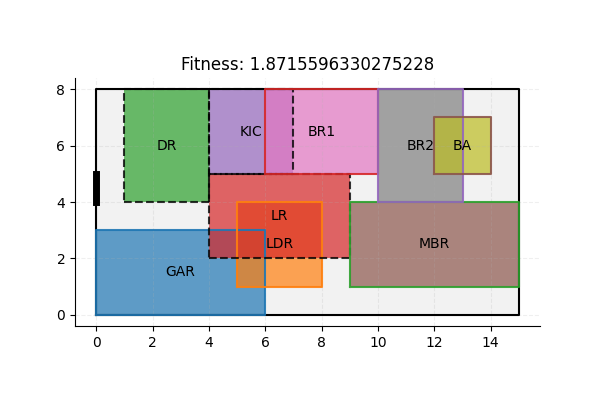 Fitness: 1.8715596330275228
8
6
4
2
0
DR
KIC
BR1
BR2
BA
LR
LDR
MBR
GAR
0
2
4
6
8
10
12
14